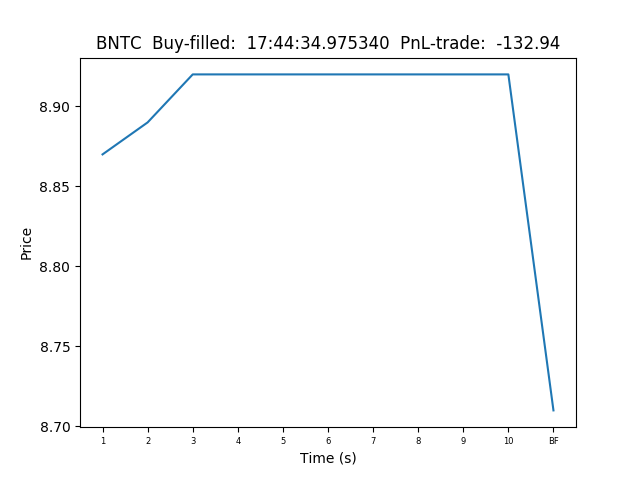 BNTC  Buy-filled:  17:44:34.975340  PnL-trade:  -132.94
8.90
8.85
8.80
8.75
8.70
Price
1 2 3 4 5 6 7 8 9 10 BF
Time (s)